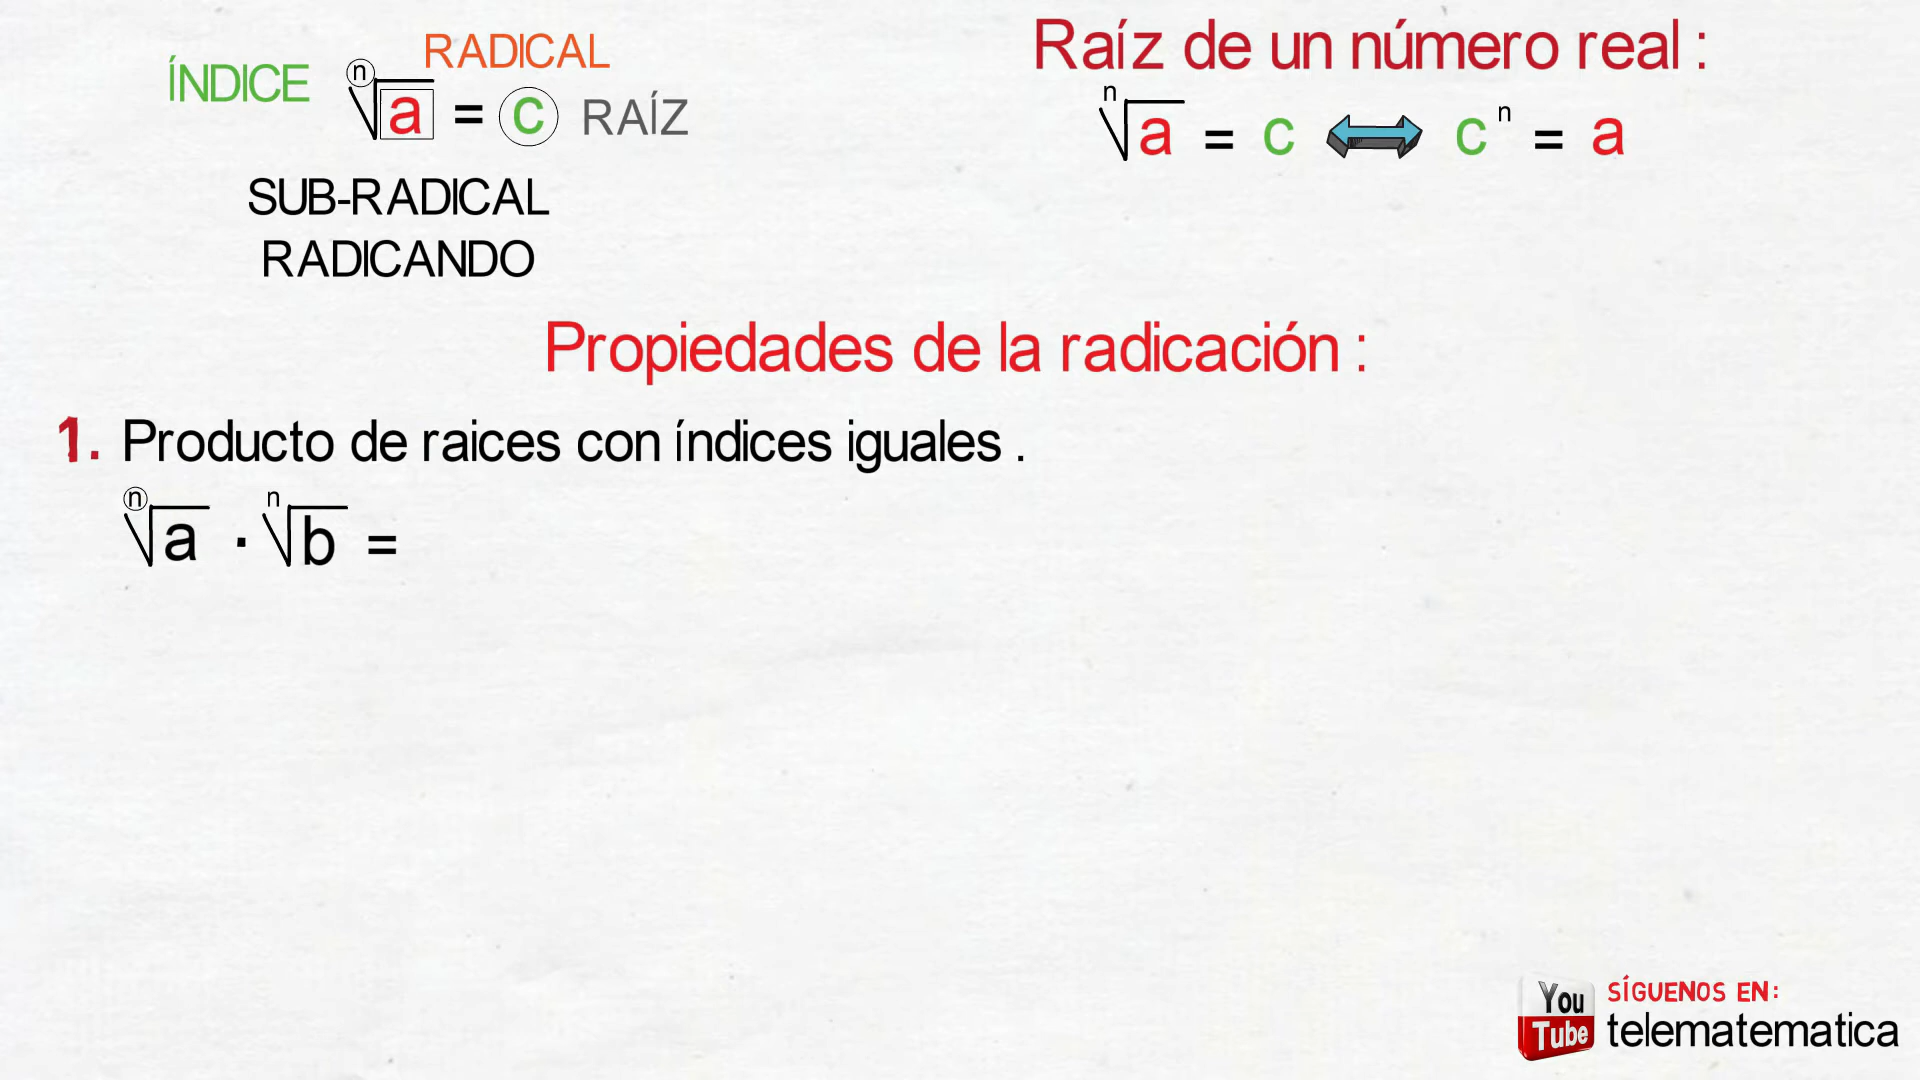 ÍNDICE
RADICAL
n√a = c RAÍZ
SUB-RADICAL
RADICANDO
Raíz de un número real :
n√a = c ⟷ cⁿ = a
Propiedades de la radicación :
1. Producto de raices con índices iguales .
n√a · n√b =
You
Tube
SÍGUENOS EN:
telematematica